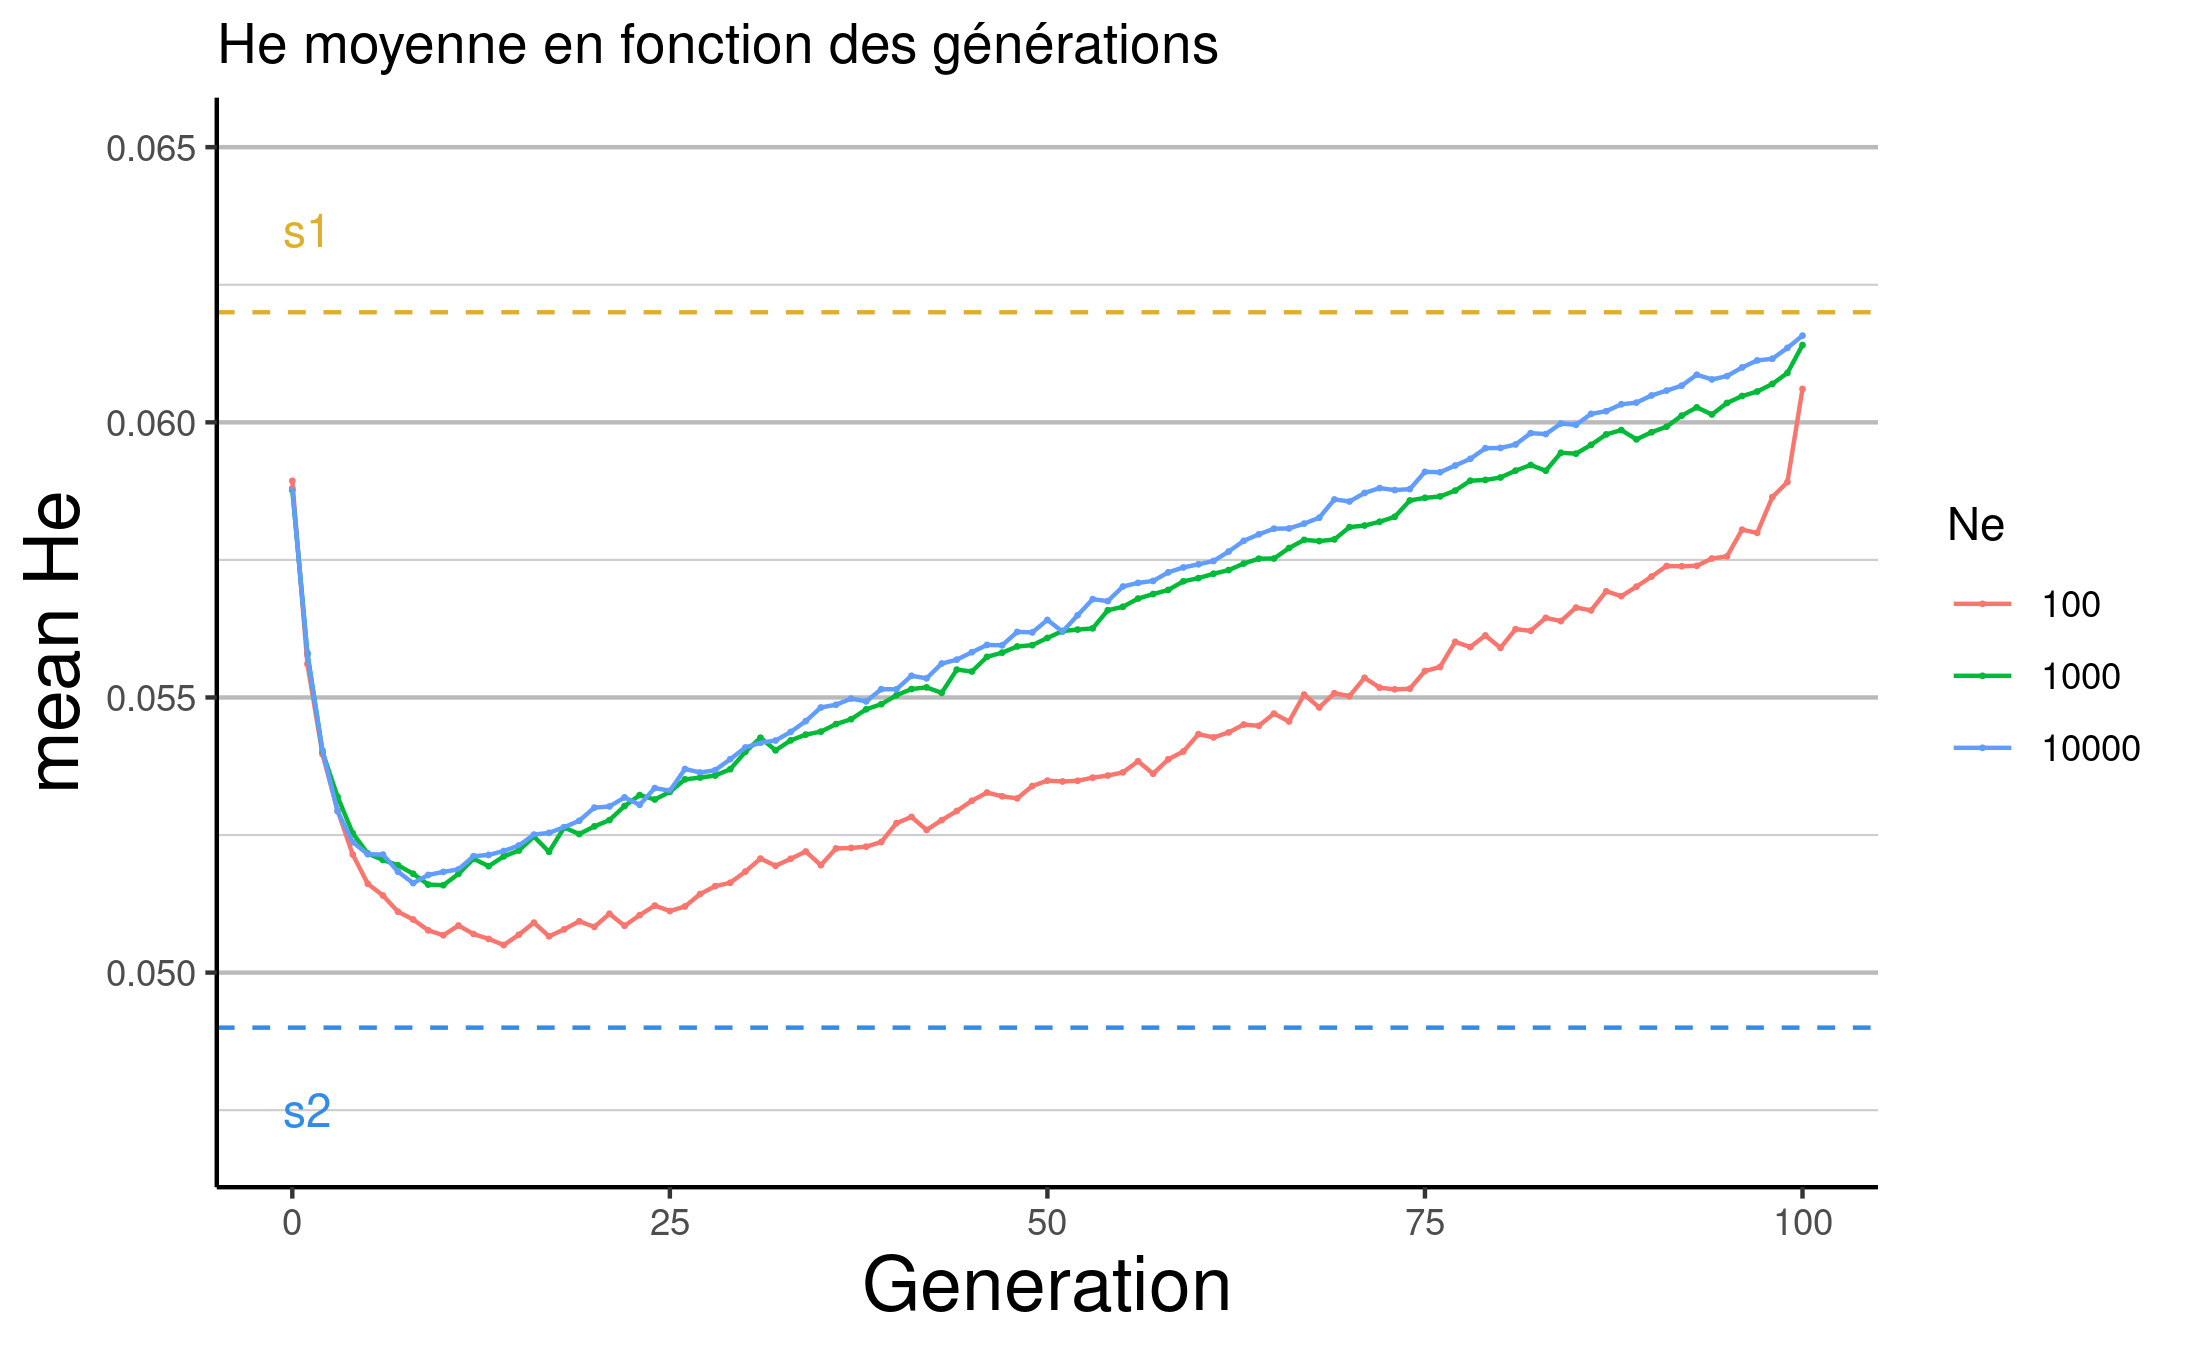 He moyenne en fonction des générations
mean He
0.065
0.060
0.055
0.050
s1
s2
0 25 50 75 100
Generation
Ne
100
1000
10000